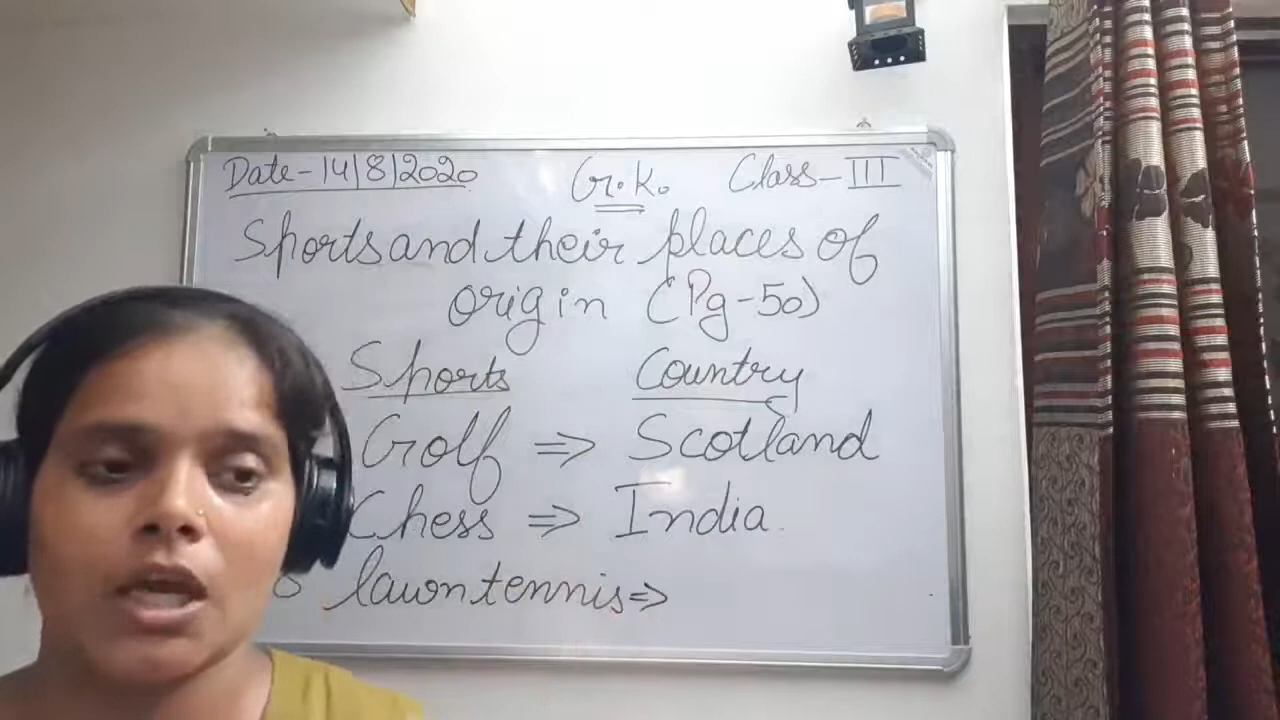 Date-14/8/2020 G.K. Class-III
Sports and their places of
origin (Pg-50)
Sports Country
Golf ⇒ Scotland
Chess ⇒ India
lawn tennis⇒